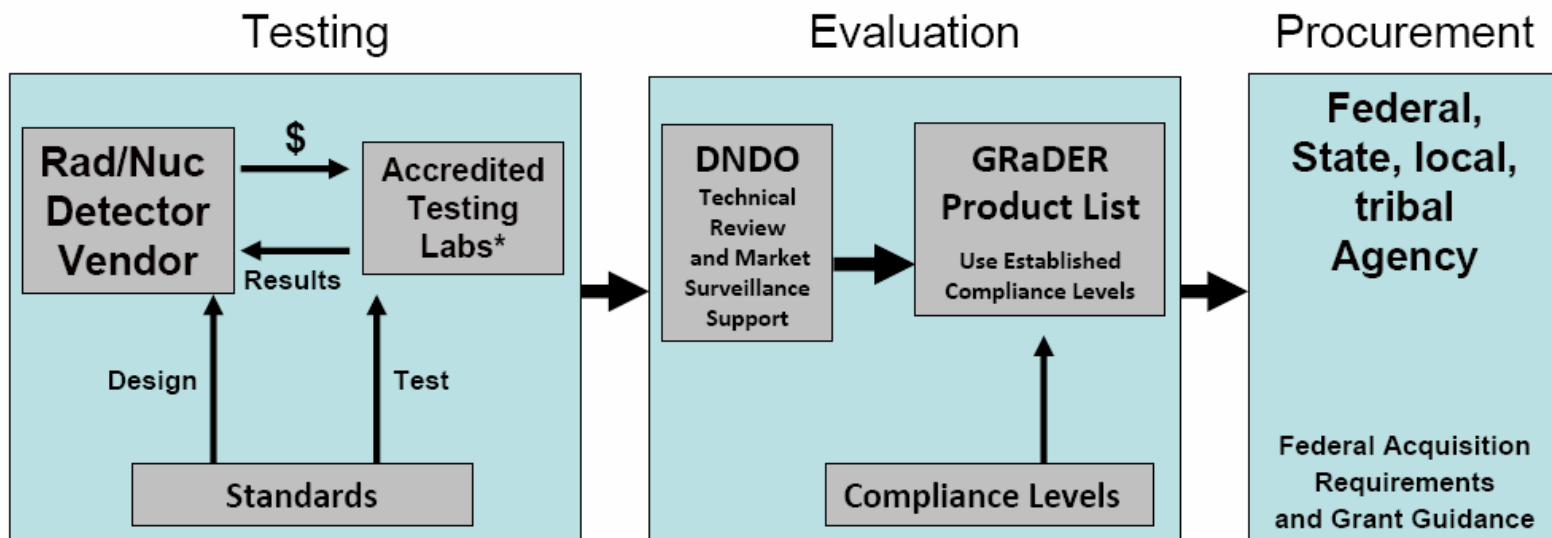 Testing
Evaluation
Procurement
Rad/Nuc
Detector
Vendor
$
Results
Accredited
Testing
Labs*
Design
Test
Standards
DNDO
Technical
Review
and Market
Surveillance
Support
GRaDER
Product List
Use Established
Compliance Levels
Compliance Levels
Federal,
State, local,
tribal
Agency
Federal Acquisition
Requirements
and Grant Guidance